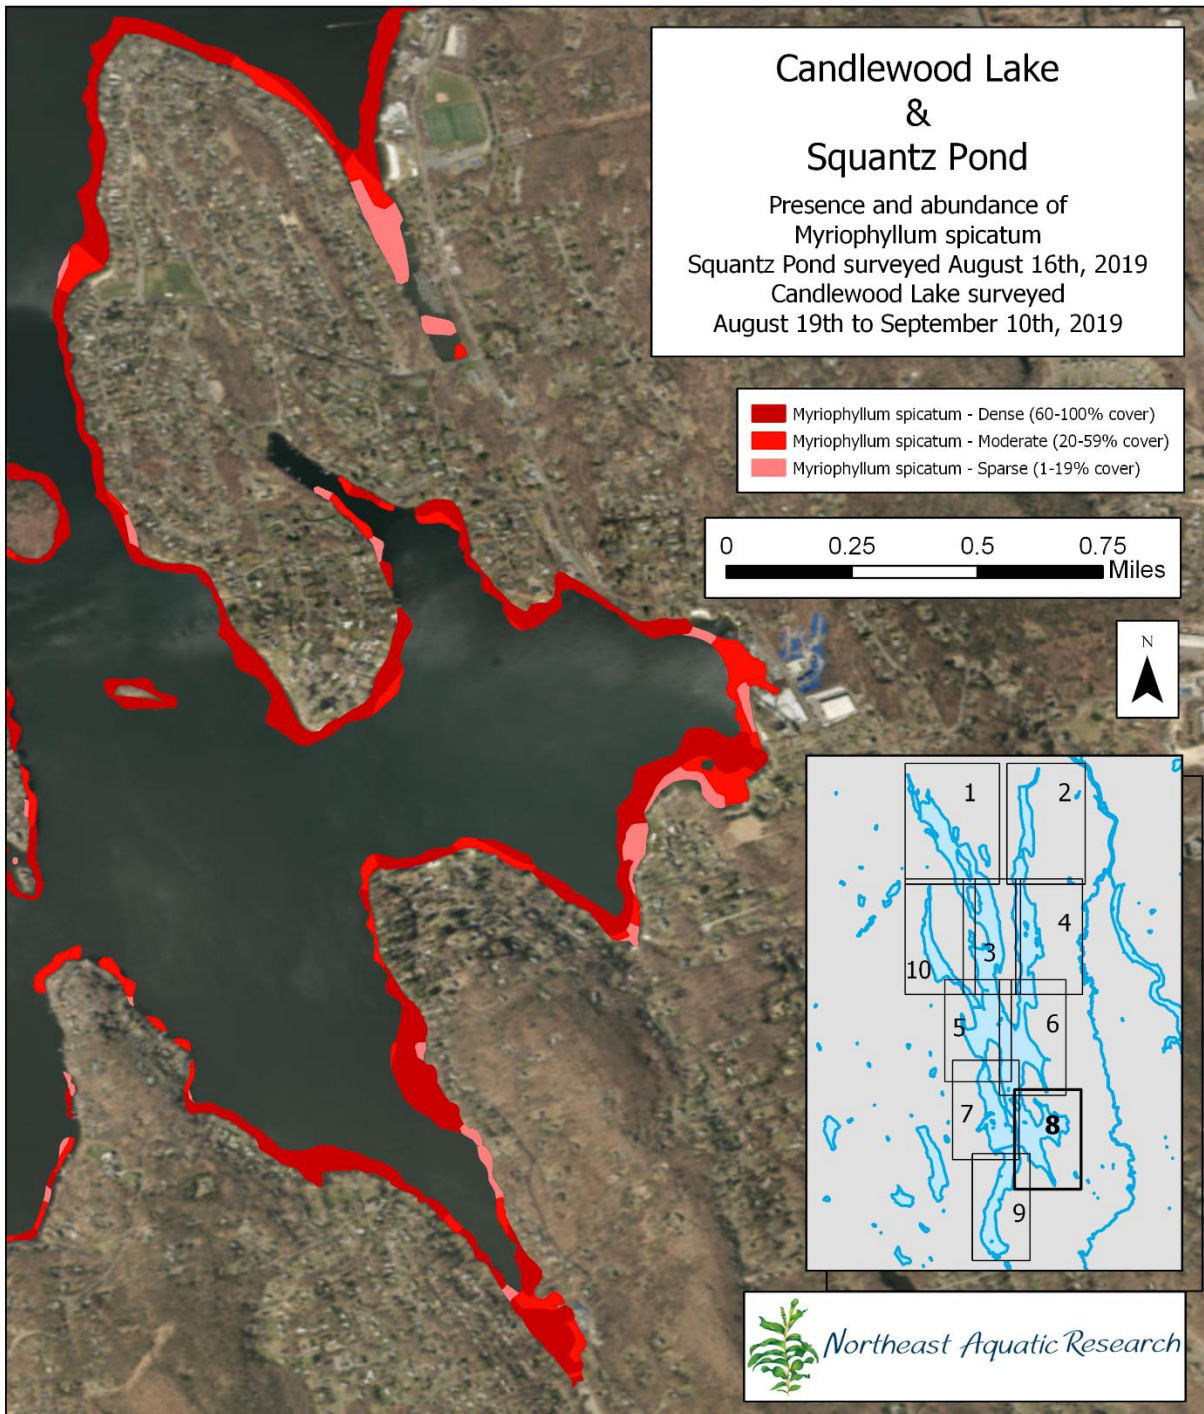 Candlewood Lake
&
Squantz Pond
Presence and abundance of
Myriophyllum spicatum
Squantz Pond surveyed August 16th, 2019
Candlewood Lake surveyed
August 19th to September 10th, 2019
Myriophyllum spicatum - Dense (60-100% cover)
Myriophyllum spicatum - Moderate (20-59% cover)
Myriophyllum spicatum - Sparse (1-19% cover)
0 0.25 0.5 0.75
Miles
N
1 2
3 4
10
5 6
7 8
9
Northeast Aquatic Research